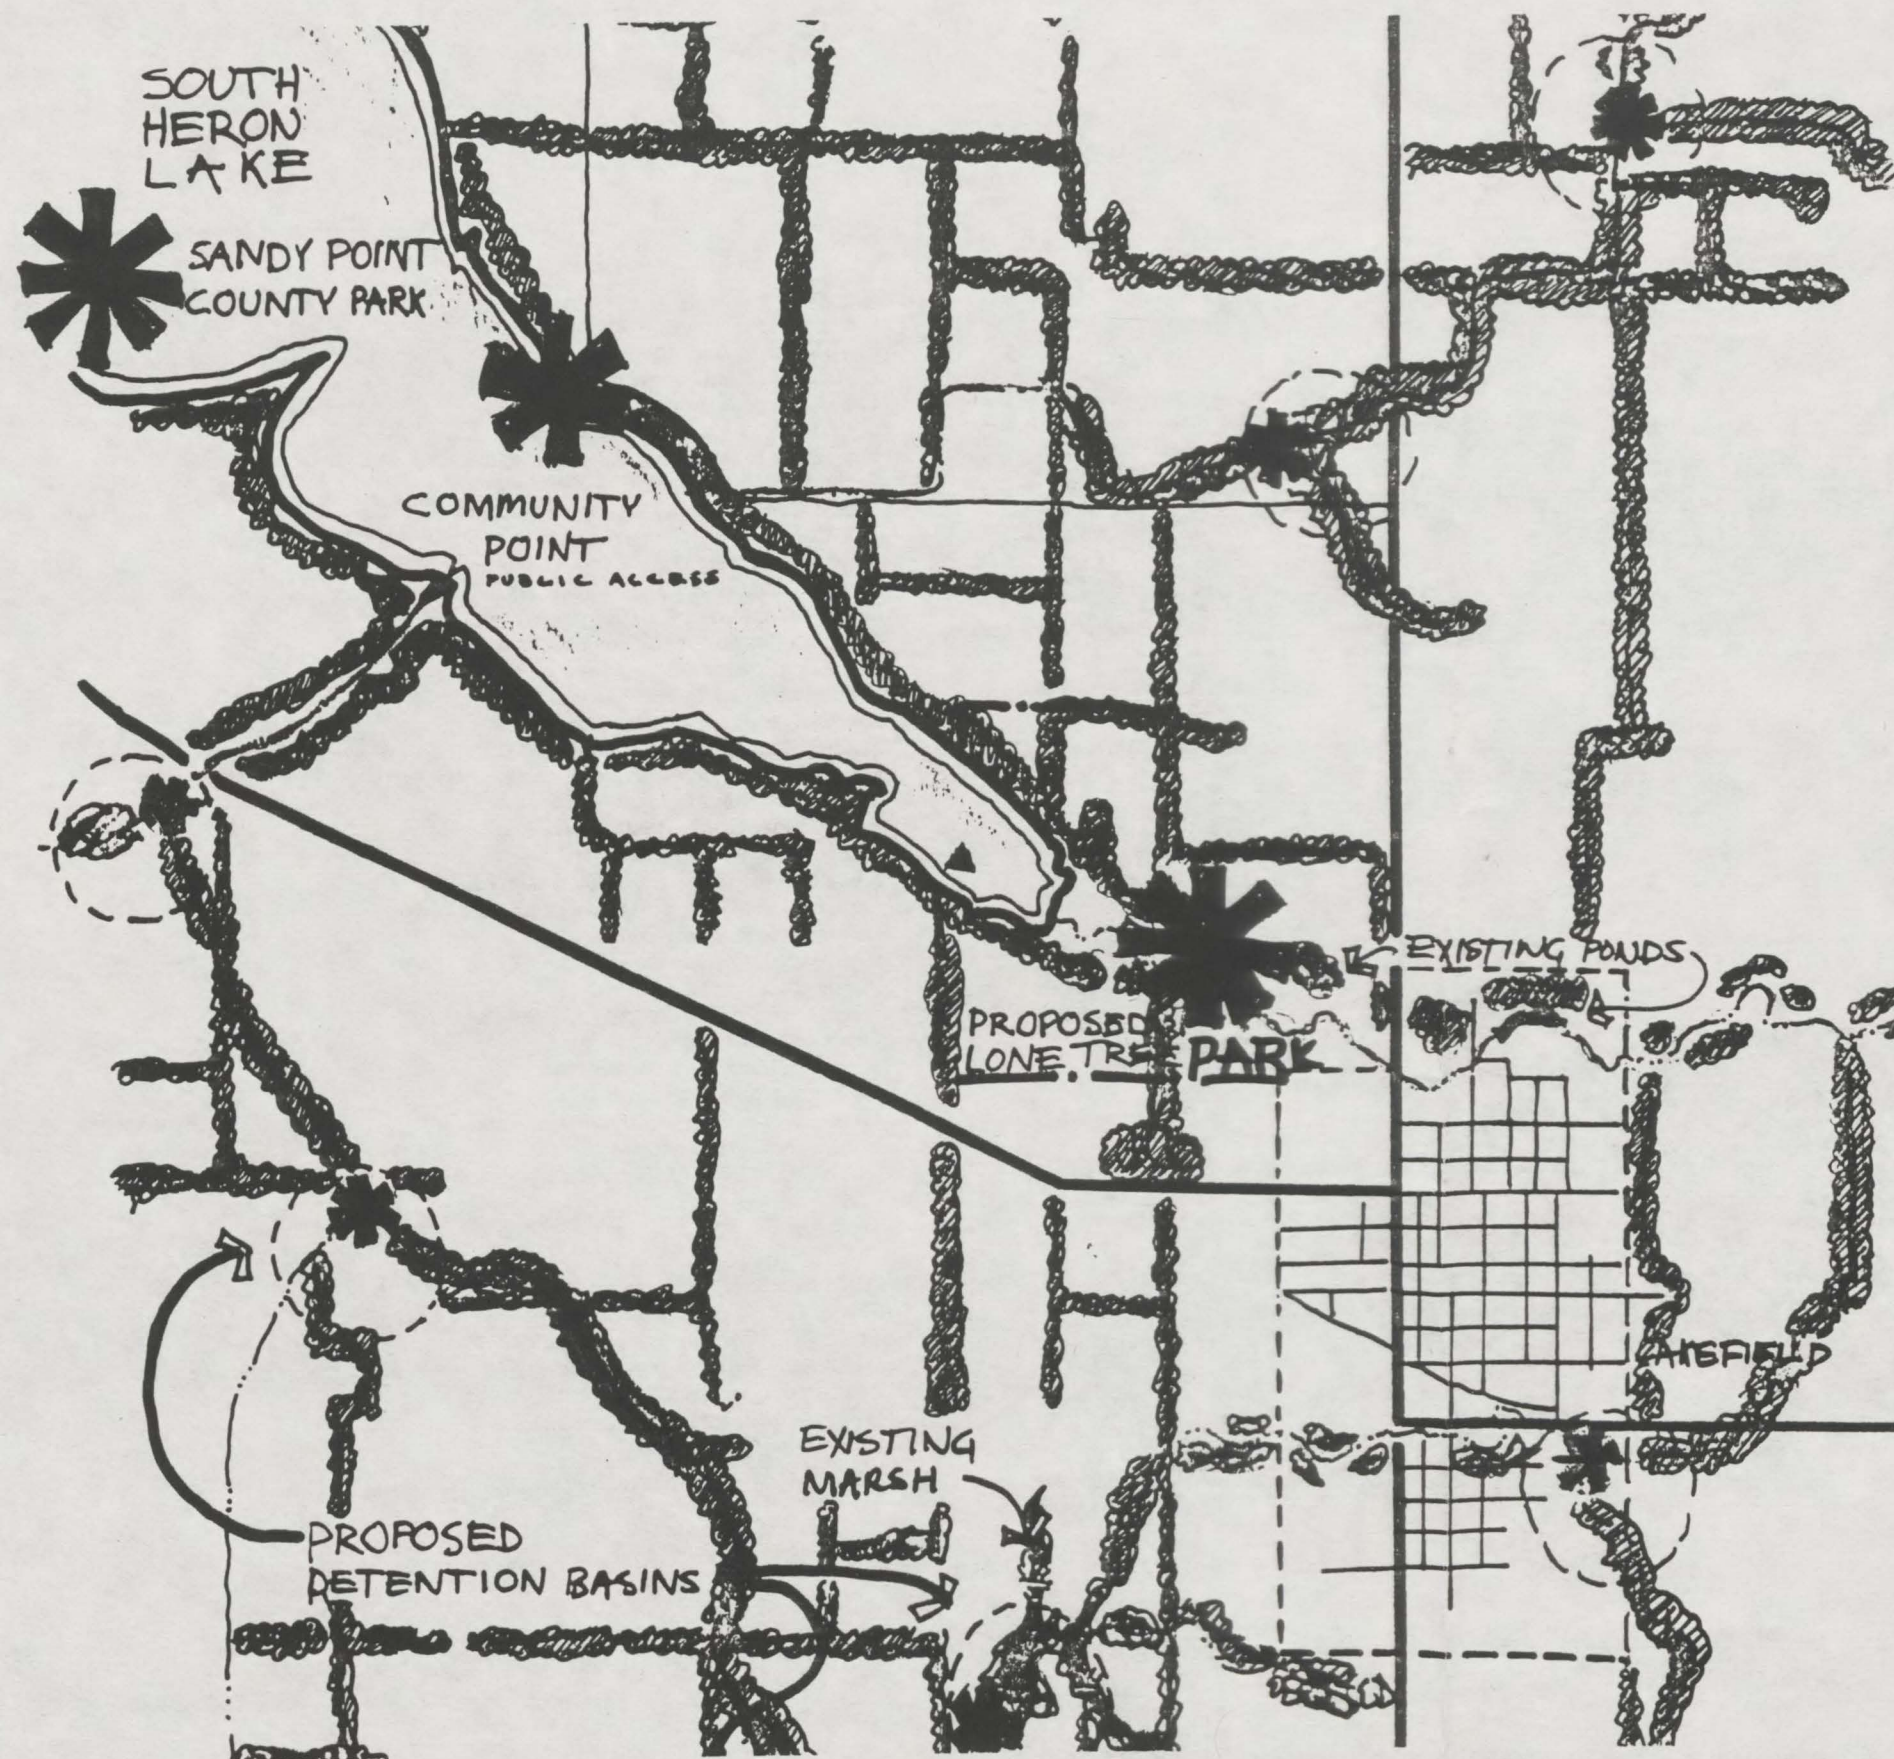 SOUTH
HERON
LAKE
SANDY POINT
COUNTY PARK
COMMUNITY
POINT
PUBLIC ACCESS
EXISTING PONDS
PROPOSED
LONE TREE PARK
LAKEFIELD
EXISTING
MARSH
PROPOSED
DETENTION BASINS